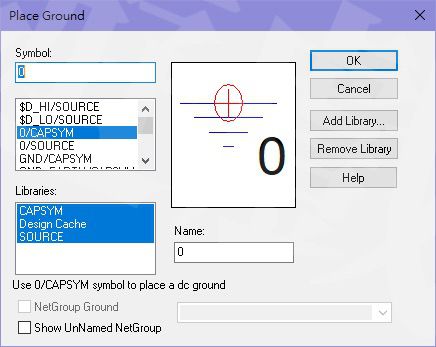 Place Ground
Symbol:
0
$D_HI/SOURCE
$D_LO/SOURCE
0/CAPSYM
0/SOURCE
GND/CAPSYM
Libraries:
CAPSYM
Design Cache
SOURCE
0
Name:
0
OK
Cancel
Add Library...
Remove Library
Help
Use 0/CAPSYM symbol to place a dc ground
NetGroup Ground
Show UnNamed NetGroup